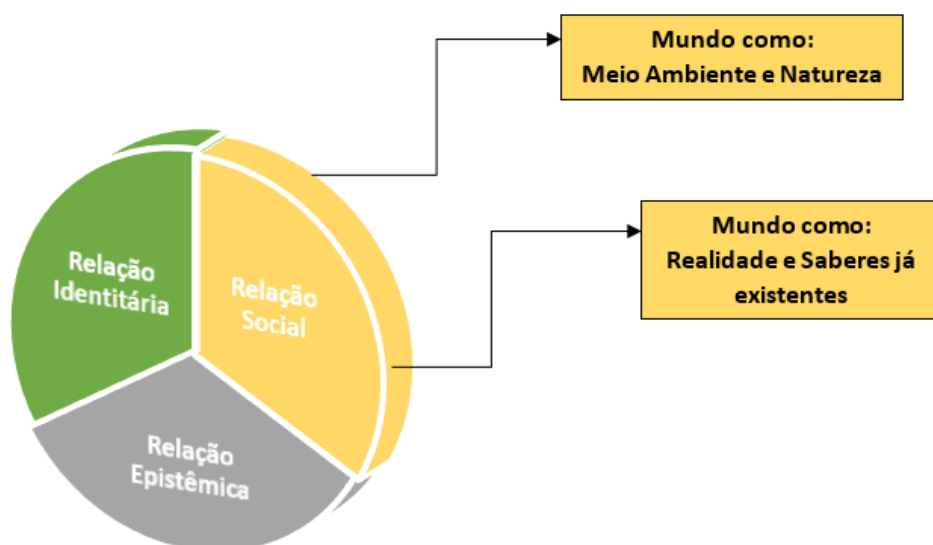 Mundo como:
Meio Ambiente e Natureza
Mundo como:
Realidade e Saberes já
existentes
Relação
Identitária
Relação
Social
Relação
Epistêmica